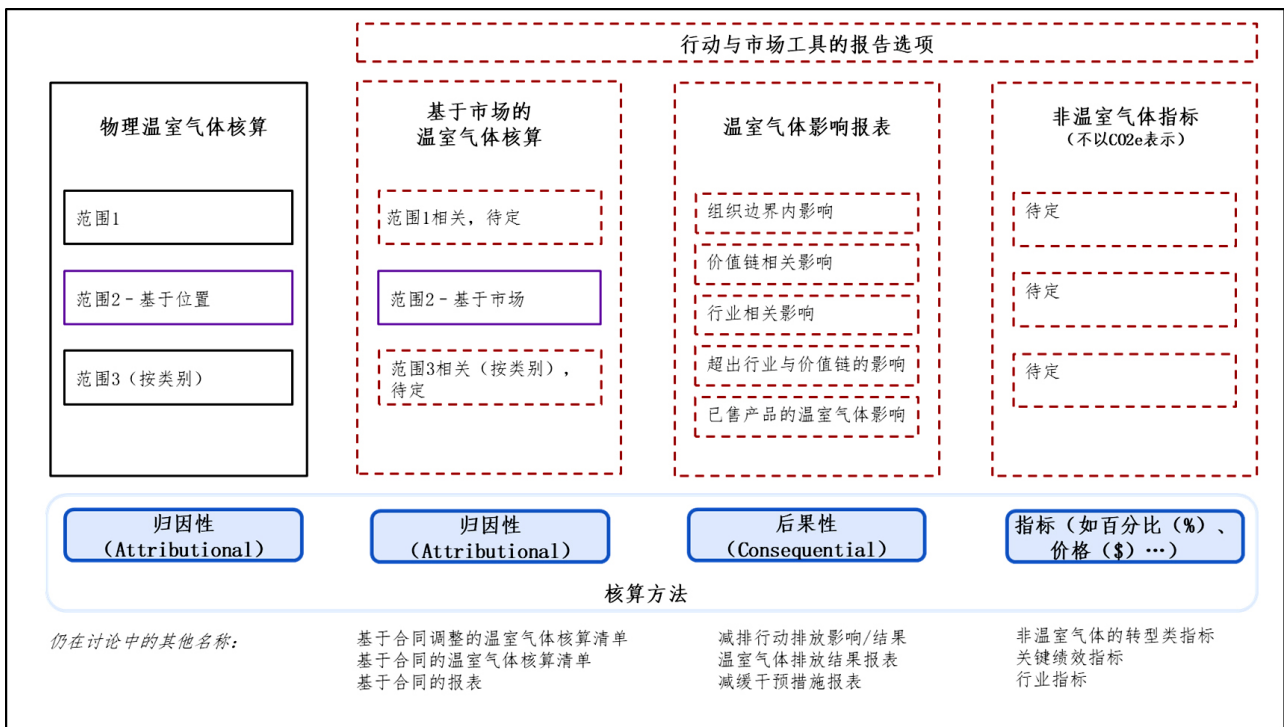 行动与市场工具的报告选项
物理温室气体核算
范围1
范围2 - 基于位置
范围3（按类别）
基于市场的
温室气体核算
范围1相关，待定
范围2 - 基于市场
范围3相关（按类别），
待定
温室气体影响报表
组织边界内影响
价值链相关影响
行业相关影响
超出行业与价值链的影响
已售产品的温室气体影响
非温室气体指标
（不以CO2e表示）
待定
待定
待定
归因性
（Attributional）
归因性
（Attributional）
后果性
（Consequential）
指标（如百分比（%）、
价格（$）…）
核算方法
仍在讨论中的其他名称：
基于合同调整的温室气体核算清单
基于合同的温室气体核算清单
基于合同的报表
减排行动排放影响/结果
温室气体排放结果报表
减缓干预措施报表
非温室气体的转型类指标
关键绩效指标
行业指标